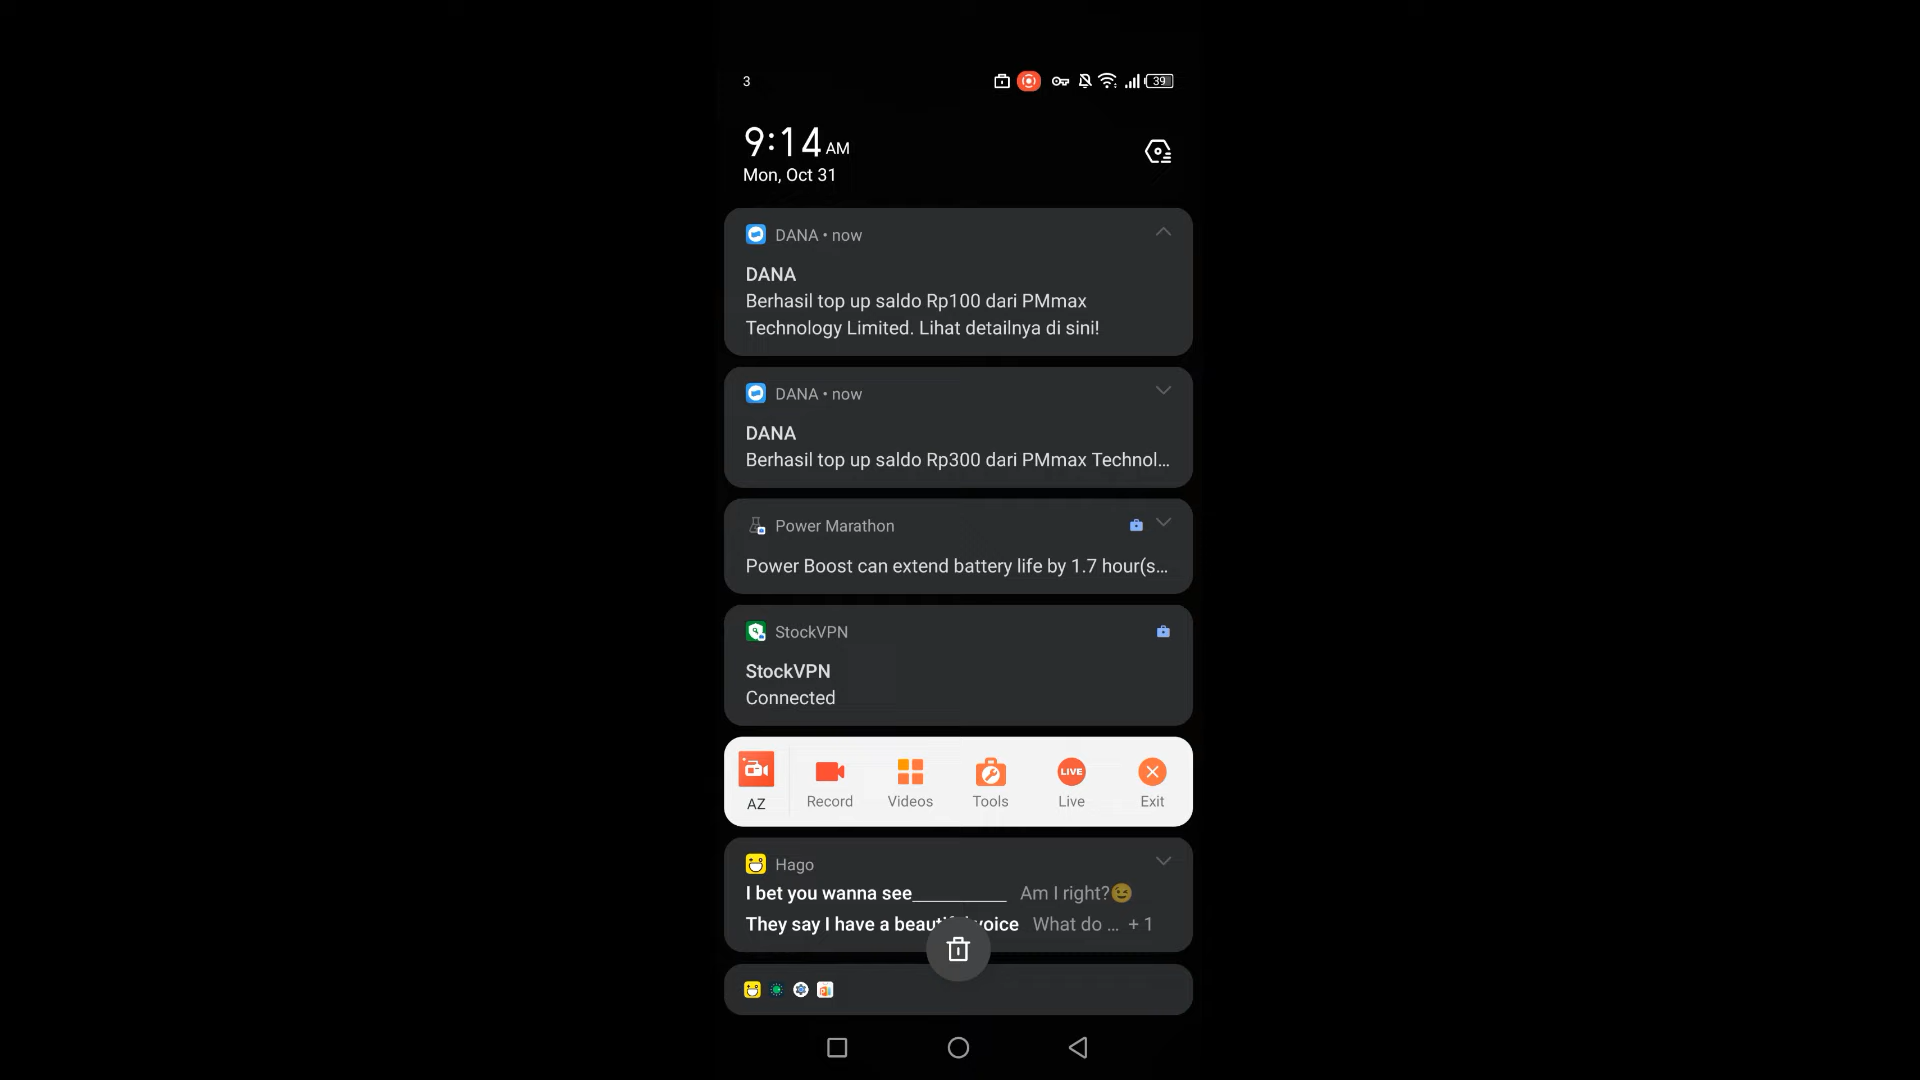 3
39
9:14 AM
Mon, Oct 31
DANA • now
DANA
Berhasil top up saldo Rp100 dari PMmax
Technology Limited. Lihat detailnya di sini!
DANA • now
DANA
Berhasil top up saldo Rp300 dari PMmax Technol...
Power Marathon
Power Boost can extend battery life by 1.7 hour(s...
StockVPN
StockVPN
Connected
AZ Record Videos Tools LIVE Live Exit
Hago
I bet you wanna see__________ Am I right?😉
They say I have a voice What do ... + 1